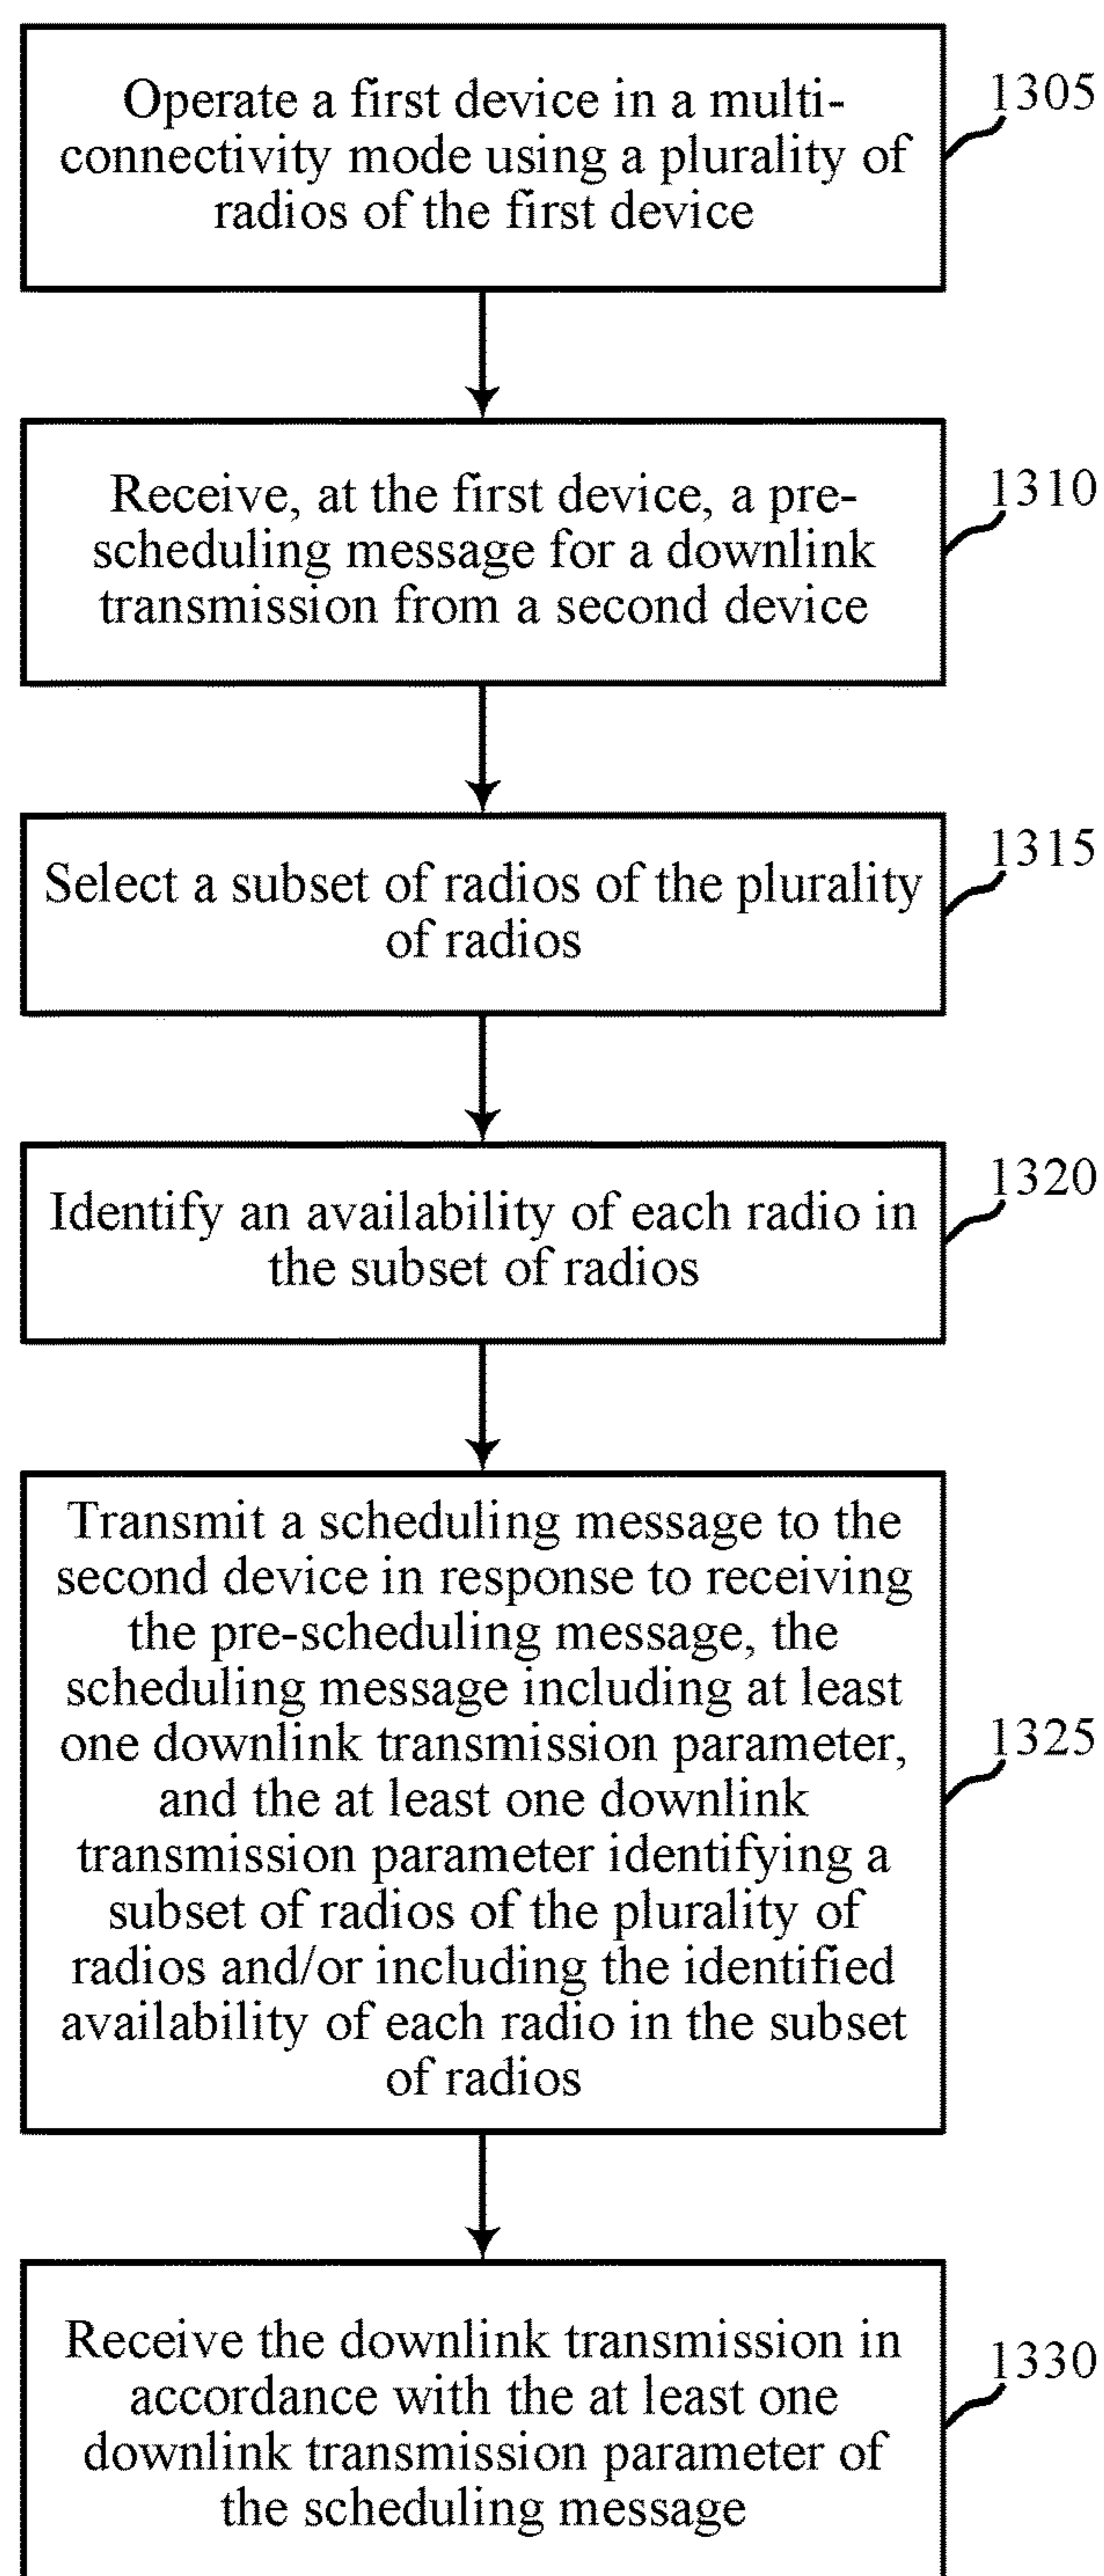 Operate a first device in a multi-
connectivity mode using a plurality of
radios of the first device
1305
Receive, at the first device, a pre-
scheduling message for a downlink
transmission from a second device
1310
Select a subset of radios of the plurality
of radios
1315
Identify an availability of each radio in
the subset of radios
1320
Transmit a scheduling message to the
second device in response to receiving
the pre-scheduling message, the
scheduling message including at least
one downlink transmission parameter,
and the at least one downlink
transmission parameter identifying a
subset of radios of the plurality of
radios and/or including the identified
availability of each radio in the subset
of radios
1325
Receive the downlink transmission in
accordance with the at least one
downlink transmission parameter of
the scheduling message
1330